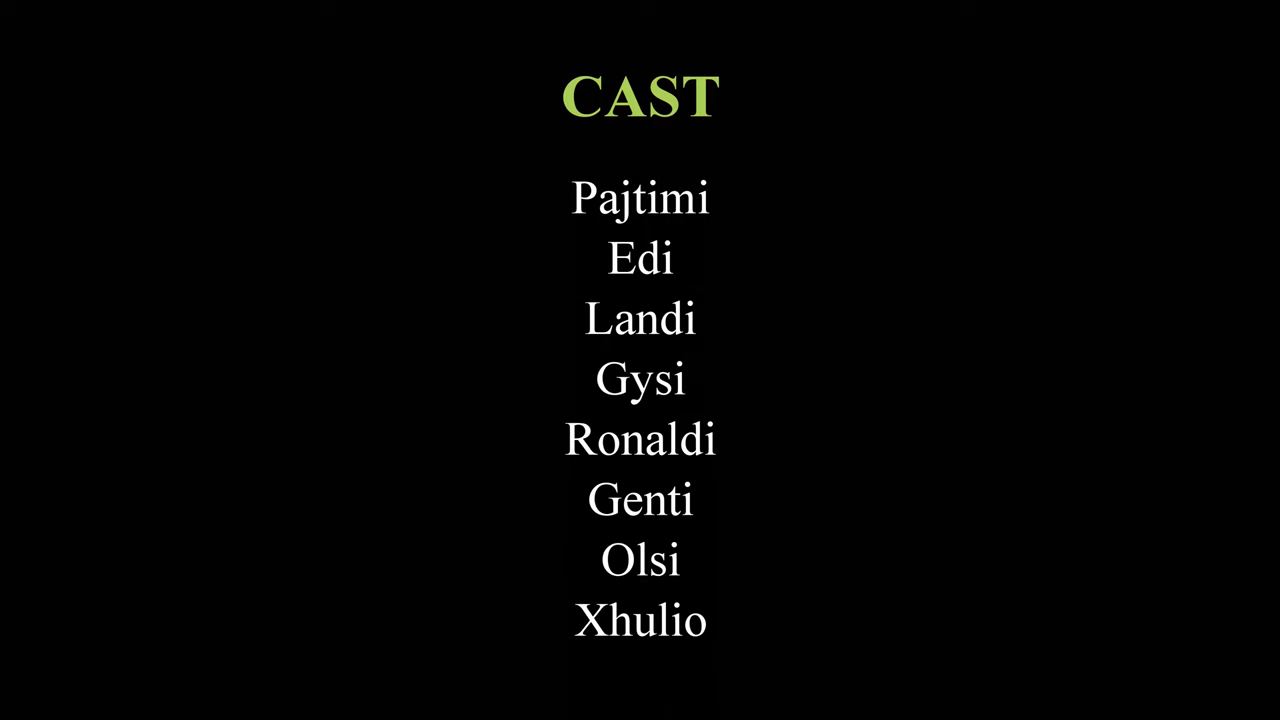 CAST
Pajtimi
Edi
Landi
Gysi
Ronaldi
Genti
Olsi
Xhulio